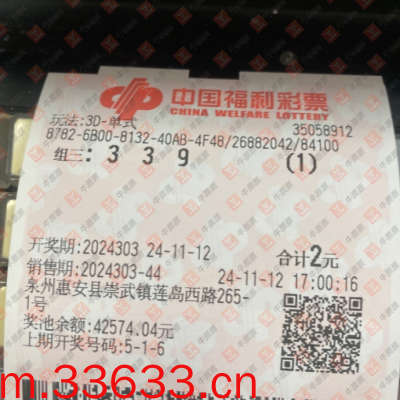 中国福利彩票
CHINA WELFARE LOTTERY
玩法:3D-单式 35058912
8782-6B00-8132-40AB-4F48/26882042/84100
组三: 3 3 9 (1)
开奖期:2024303 24-11-12 合计2元
销售期:2024303-44 24-11-12 17:00:16
泉州惠安县崇武镇莲岛西路265-
1号
奖池余额:42574.04元
上期开奖号码:5-1-6
m.33633.cn